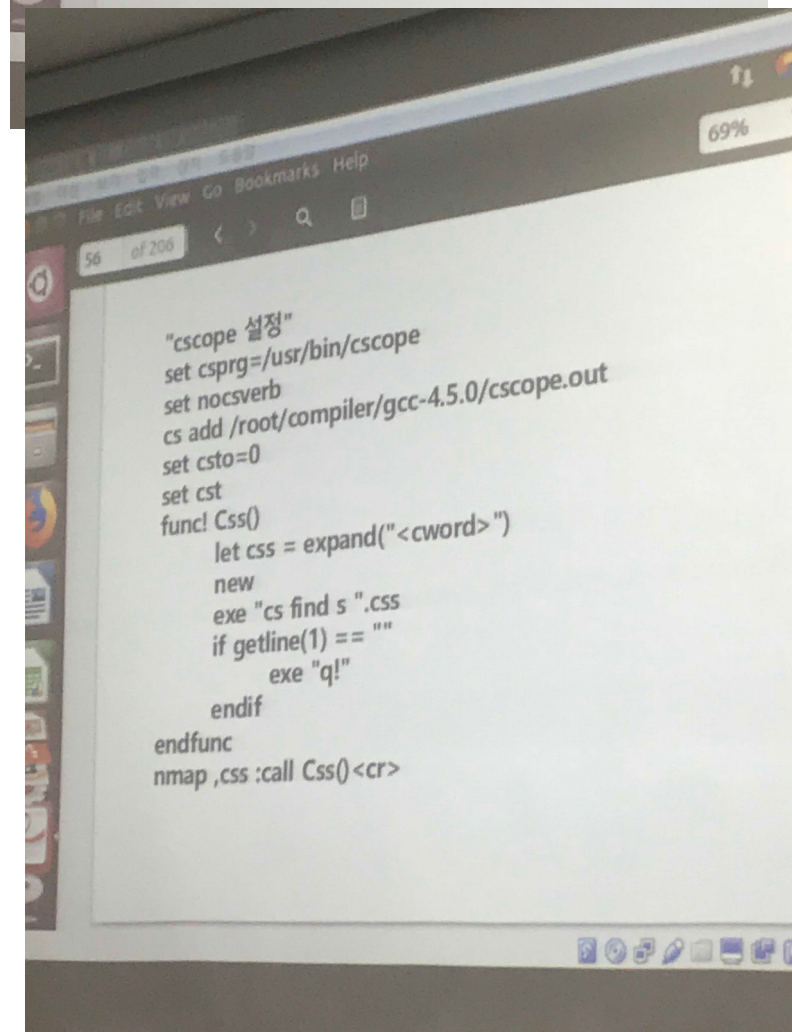 69%
File Edit View Go Bookmarks Help
56 of 206
"cscope 설정"
set csprg=/usr/bin/cscope
set nocsverb
cs add /root/compiler/gcc-4.5.0/cscope.out
set csto=0
set cst
func! Css()
let css = expand("<cword>")
new
exe "cs find s ".css
if getline(1) == ""
exe "q!"
endif
endfunc
nmap ,css :call Css()<cr>